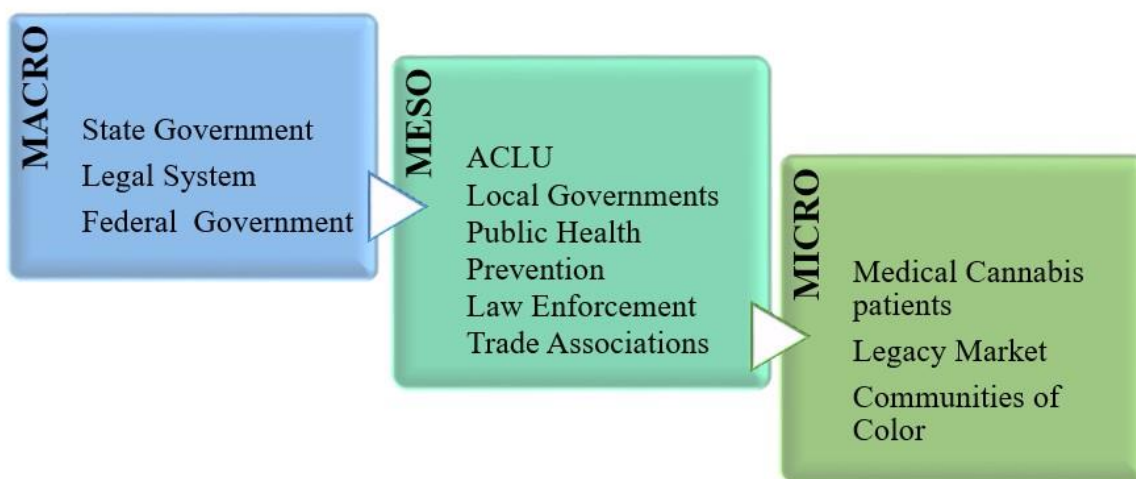 MACRO
State Government
Legal System
Federal Government
MESO
ACLU
Local Governments
Public Health
Prevention
Law Enforcement
Trade Associations
MICRO
Medical Cannabis
patients
Legacy Market
Communities of
Color